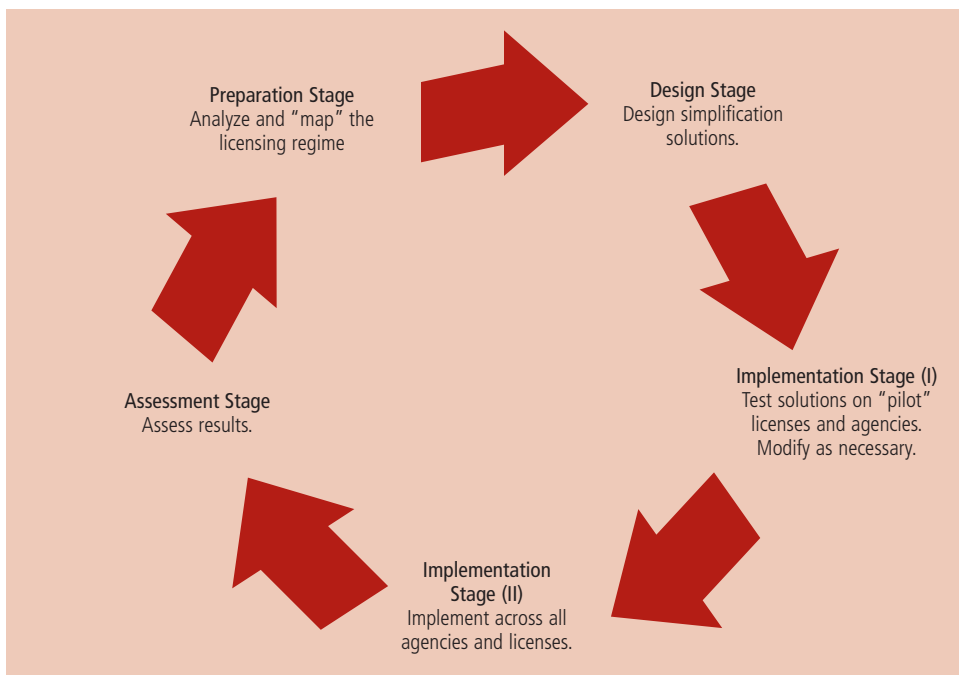 Preparation Stage
Analyze and “map” the
licensing regime
Design Stage
Design simplification
solutions.
Implementation Stage (I)
Test solutions on “pilot”
licenses and agencies.
Modify as necessary.
Implementation
Stage (II)
Implement across all
agencies and licenses.
Assessment Stage
Assess results.